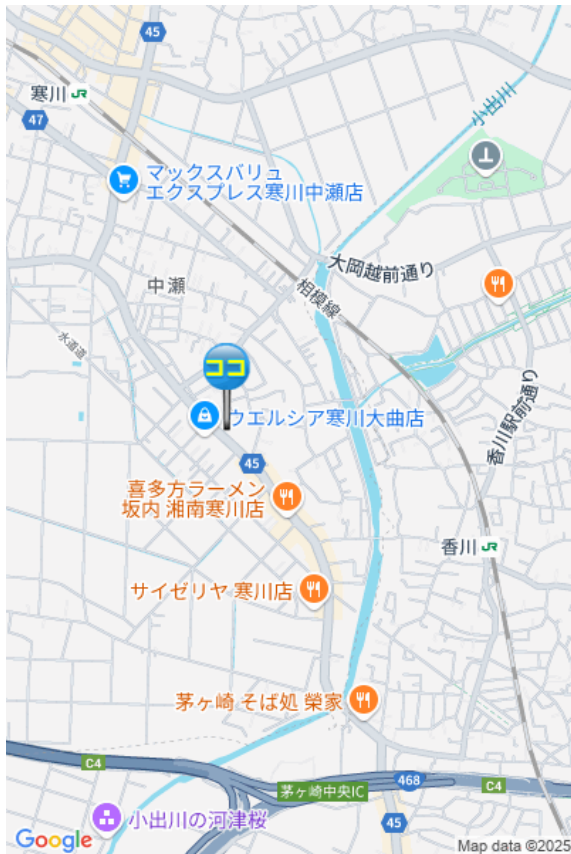 45
寒川
47
小出川
マックスバリュ
エクスプレス寒川中瀬店
大岡越前通り
相模線
中瀬
水道道
ココ
ウエルシア寒川大曲店
香川駅前通り
45
喜多方ラーメン
坂内 湘南寒川店
香川
サイゼリヤ 寒川店
茅ヶ崎 そば処 榮家
C4
468
C4
茅ヶ崎中央IC
小出川の河津桜
45
Google
Map data ©2025